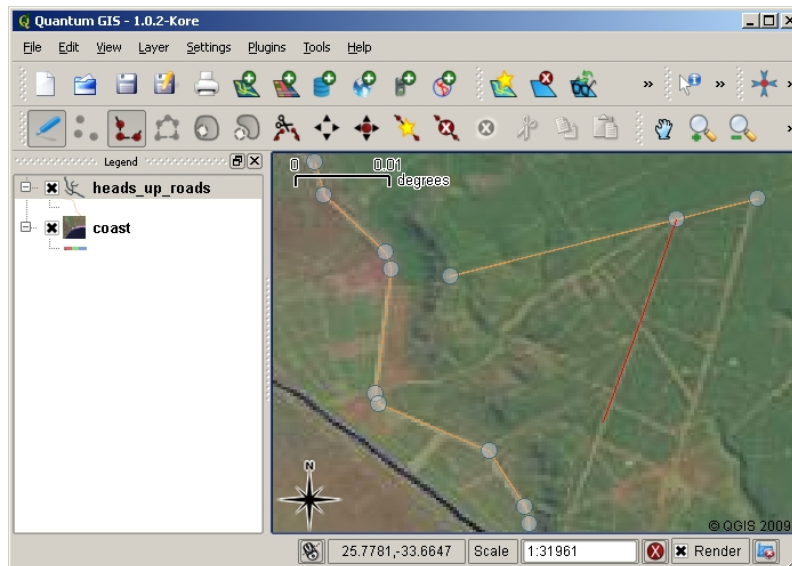 Quantum GIS - 1.0.2-Kore
File Edit View Layer Settings Plugins Tools Help
Legend
heads_up_roads
coast
0 0.01
degrees
N
© QGIS 2009
25.7781,-33.6647 Scale 1:31961 Render